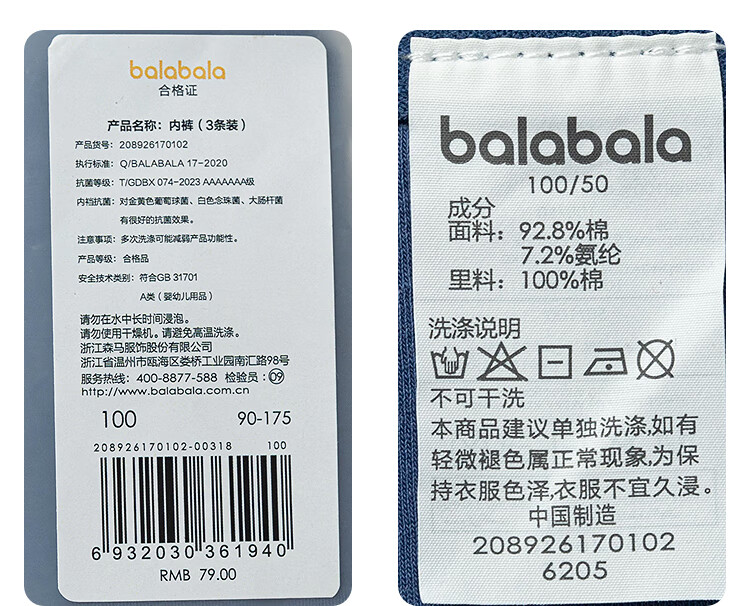 balabala
合格证
产品名称：内裤（3条装）
产品货号：208926170102
执行标准：Q/BALABALA 17-2020
抗菌等级：T/GDBX 074-2023 AAAAAAA级
内裆抗菌：对金黄色葡萄球菌、白色念珠菌、大肠杆菌
有很好的抗菌效果。
注意事项：多次洗涤可能减弱产品功能性。
产品等级：合格品
安全技术类别：符合GB 31701
A类（婴幼儿用品）
请勿在水中长时间浸泡。
请勿使用干燥机。请避免高温洗涤。
浙江森马服饰股份有限公司
浙江省温州市瓯海区娄桥工业园南汇路98号
服务热线：400-8877-588 检验员：09
http://www.balabala.com.cn
100 90-175
208926170102-00318 100
6 932030 361940
RMB 79.00
balabala
100/50
成分
面料：92.8%棉
7.2%氨纶
里料：100%棉
洗涤说明
不可干洗
本商品建议单独洗涤,如有
轻微褪色属正常现象,为保
持衣服色泽,衣服不宜久浸。
中国制造
208926170102
6205